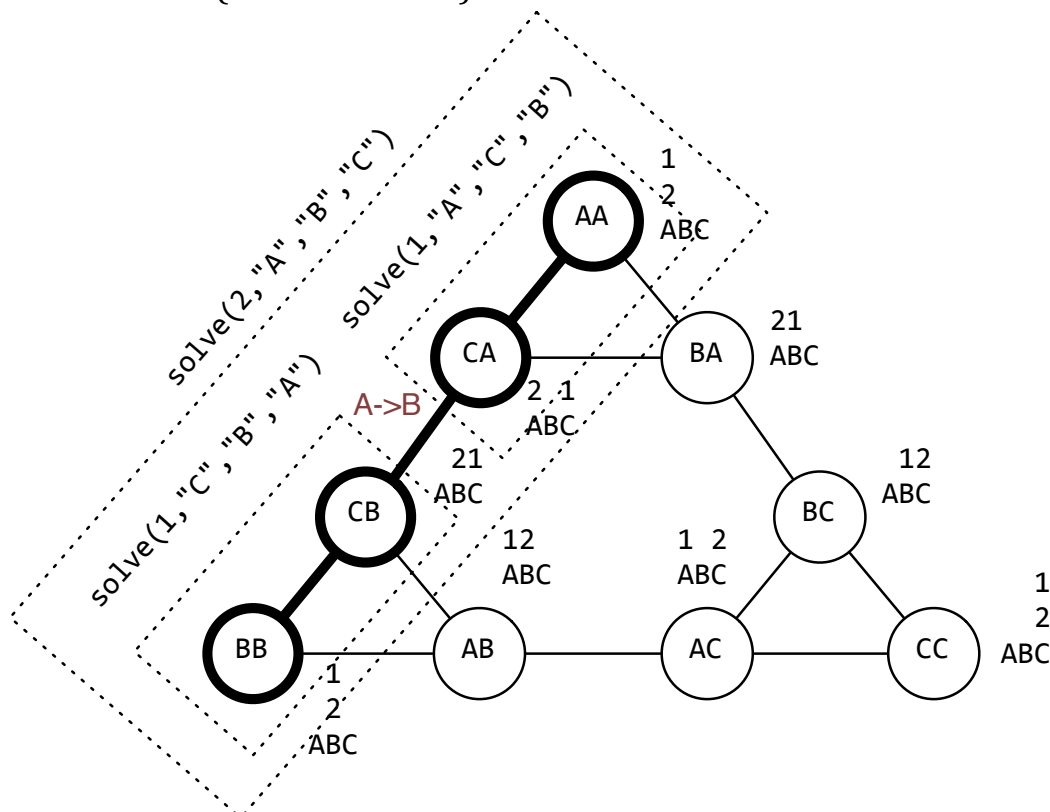 solve(2,"A","B","C")
solve(1,"A","C","B")
1
2
ABC
AA
21
ABC
CA
BA
2 1
ABC
A->B
solve(1,"C","B","A")
21
ABC
12
ABC
CB
BC
12
ABC
1 2
ABC
1
2
ABC
BB
AB
AC
CC
1
2
ABC